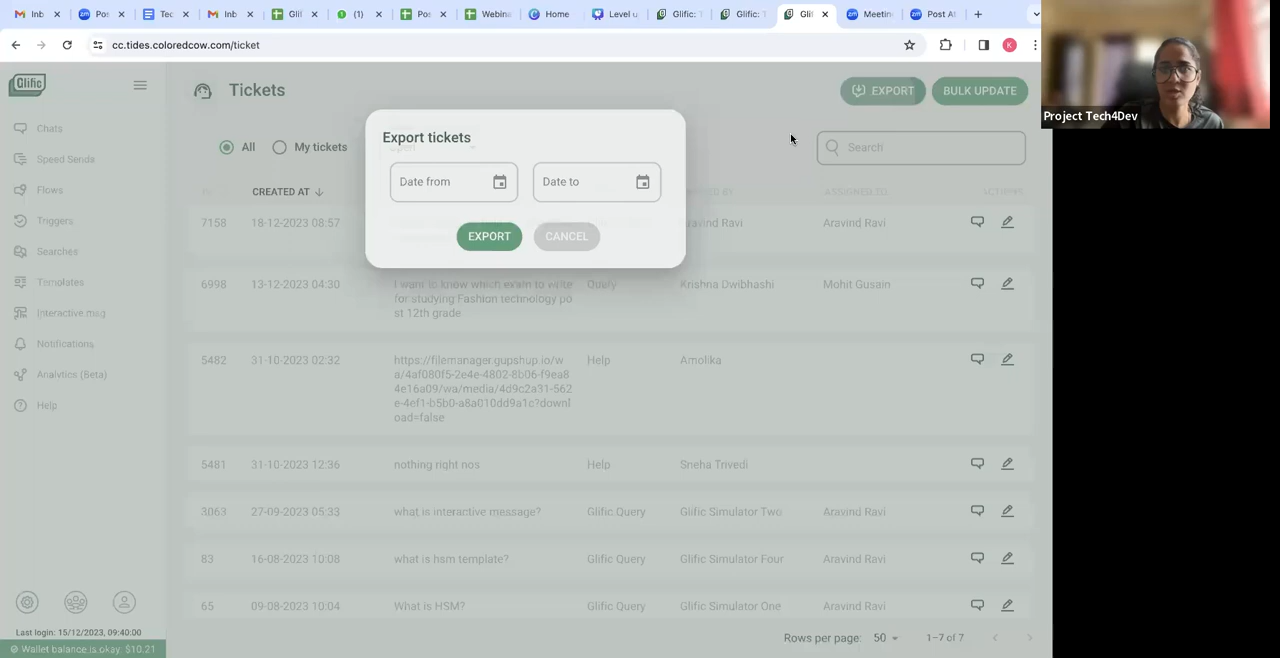 Inb
Pos
Tec
Inb
Glif
(1)
Pos
Webina
Home
Level u
Glific: T
Glific: T
Gli
Meetin
Post At
cc.tides.coloredcow.com/ticket
K
Project Tech4Dev
Glific
Tickets
EXPORT
BULK UPDATE
All
My tickets
Open
Search
Export tickets
Date from
Date to
EXPORT
CANCEL
Chats
Speed Sends
Flows
Triggers
Searches
Templates
Interactive msg
Notifications
Analytics (Beta)
Help
CREATED AT
ASSIGNED TO
ACTIONS
7158 18-12-2023 08:57 Aravind Ravi Aravind Ravi
6998 13-12-2023 04:30 I want to know which exam to write Query Krishna Dwibhashi Mohit Gusain
for studying Fashion technology po
st 12th grade
5482 31-10-2023 02:32 https://filemanager.gupshup.io/w Help Amolika
a/4af080f5-2e4e-4802-8b06-f9ea8
4e16a09/wa/media/4d9c2a31-562
e-4ef1-b5b0-a8a010dd9a1c?downl
oad=false
5481 31-10-2023 12:36 nothing right nos Help Sneha Trivedi
3063 27-09-2023 05:33 what is interactive message? Glific Query Glific Simulator Two Aravind Ravi
83 16-08-2023 10:08 what is hsm template? Glific Query Glific Simulator Four Aravind Ravi
65 09-08-2023 10:04 What is HSM? Glific Query Glific Simulator One Aravind Ravi
Last login: 15/12/2023, 09:40:00
Wallet balance is okay: $10.21
Rows per page: 50 1–7 of 7